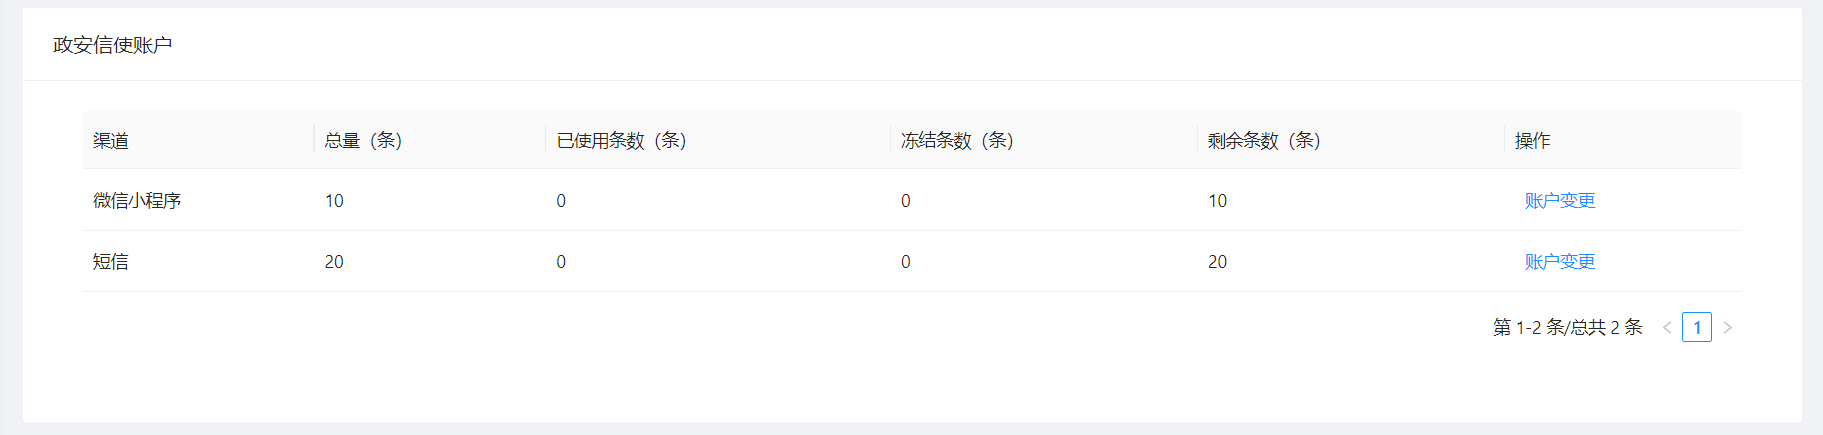 政安信使账户
渠道 总量（条） 已使用条数（条） 冻结条数（条） 剩余条数（条） 操作
微信小程序 10 0 0 10 账户变更
短信 20 0 0 20 账户变更
第 1-2 条/总共 2 条 < 1 >